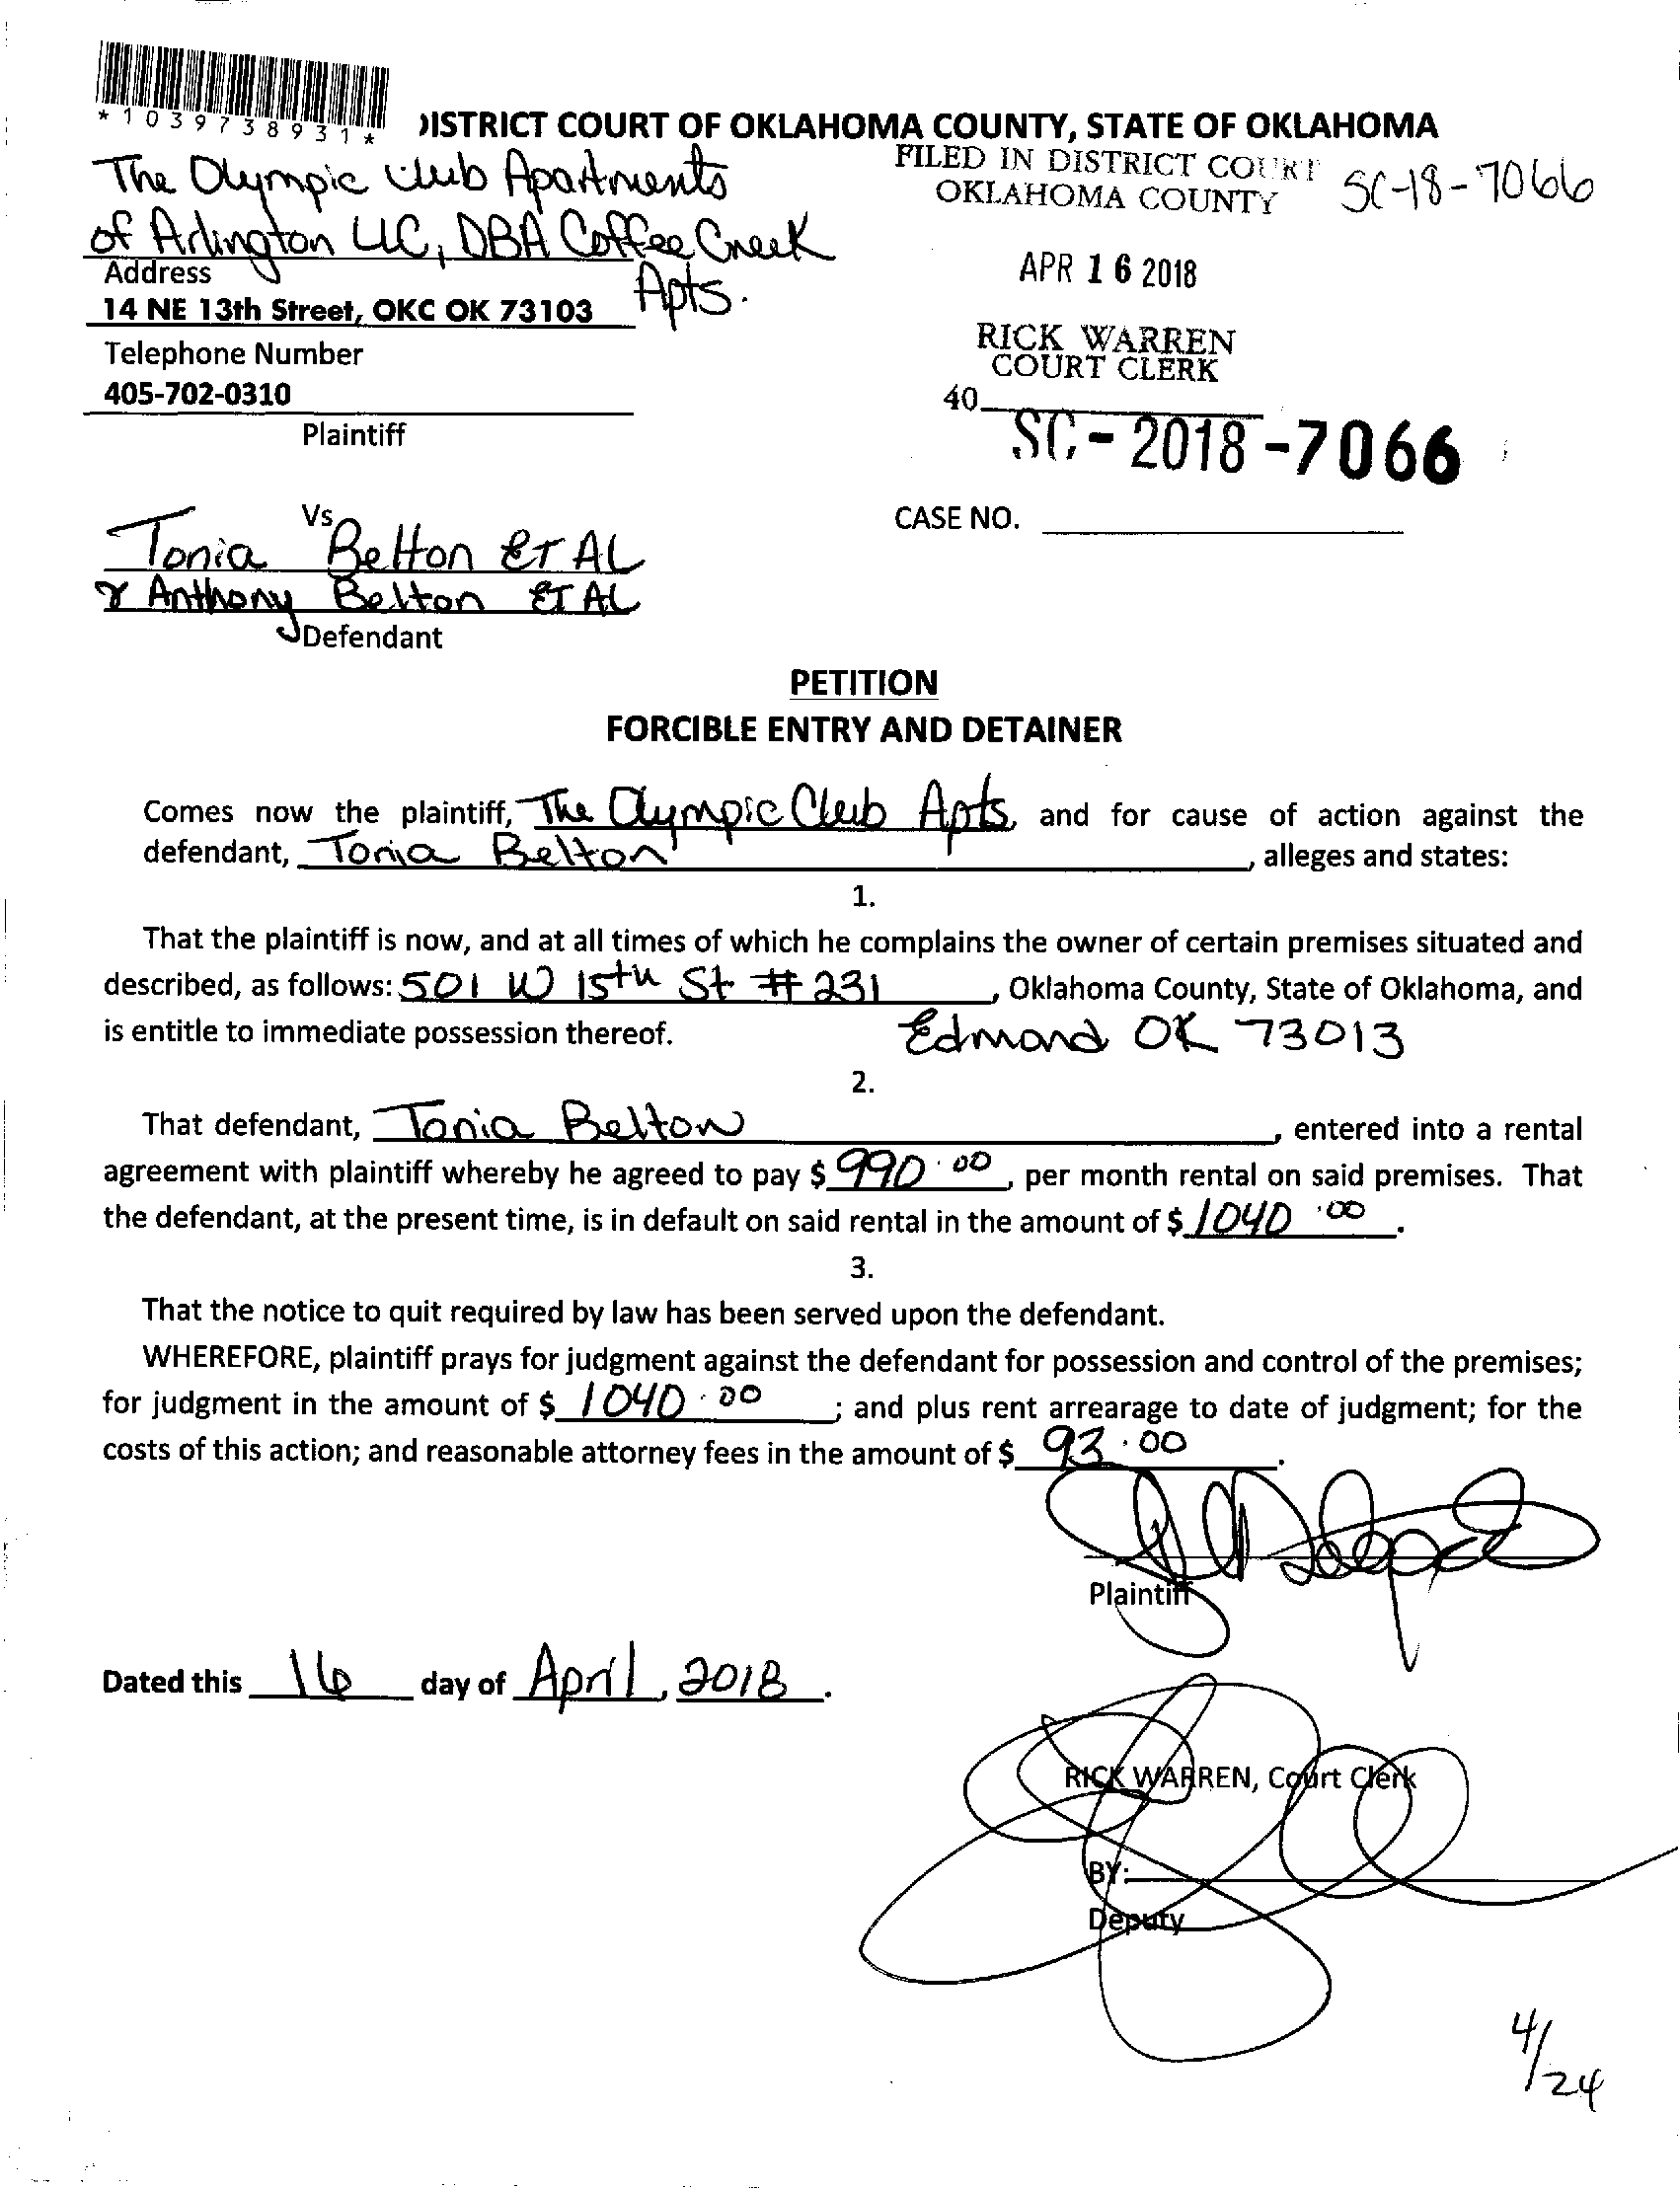 *1039738931*
DISTRICT COURT OF OKLAHOMA COUNTY, STATE OF OKLAHOMA
The Olympic Club Apartments
of Arlington LLC, DBA Coffee Creek
Apts.
Address
14 NE 13th Street, OKC OK 73103
Telephone Number
405-702-0310
Plaintiff
FILED IN DISTRICT COURT
OKLAHOMA COUNTY
SC-18-7066
APR 16 2018
RICK WARREN
COURT CLERK
40
SC-2018-7066
CASE NO.
Vs
Tonia Belton ET AL
& Anthony Belton ET AL
Defendant
PETITION
FORCIBLE ENTRY AND DETAINER
Comes now the plaintiff, The Olympic Club Apts, and for cause of action against the
defendant, Tonia Belton, alleges and states:
1.
That the plaintiff is now, and at all times of which he complains the owner of certain premises situated and
described, as follows: 501 W 15th St #231, Oklahoma County, State of Oklahoma, and
is entitle to immediate possession thereof. Edmond OK 73013
2.
That defendant, Tonia Belton, entered into a rental
agreement with plaintiff whereby he agreed to pay $ 990.00, per month rental on said premises. That
the defendant, at the present time, is in default on said rental in the amount of $ 1040.00.
3.
That the notice to quit required by law has been served upon the defendant.
WHEREFORE, plaintiff prays for judgment against the defendant for possession and control of the premises;
for judgment in the amount of $ 1040.00; and plus rent arrearage to date of judgment; for the
costs of this action; and reasonable attorney fees in the amount of $ 93.00.
Plaintiff
Dated this 16 day of April, 2018.
RICK WARREN, Court Clerk
BY:
Deputy
4/24